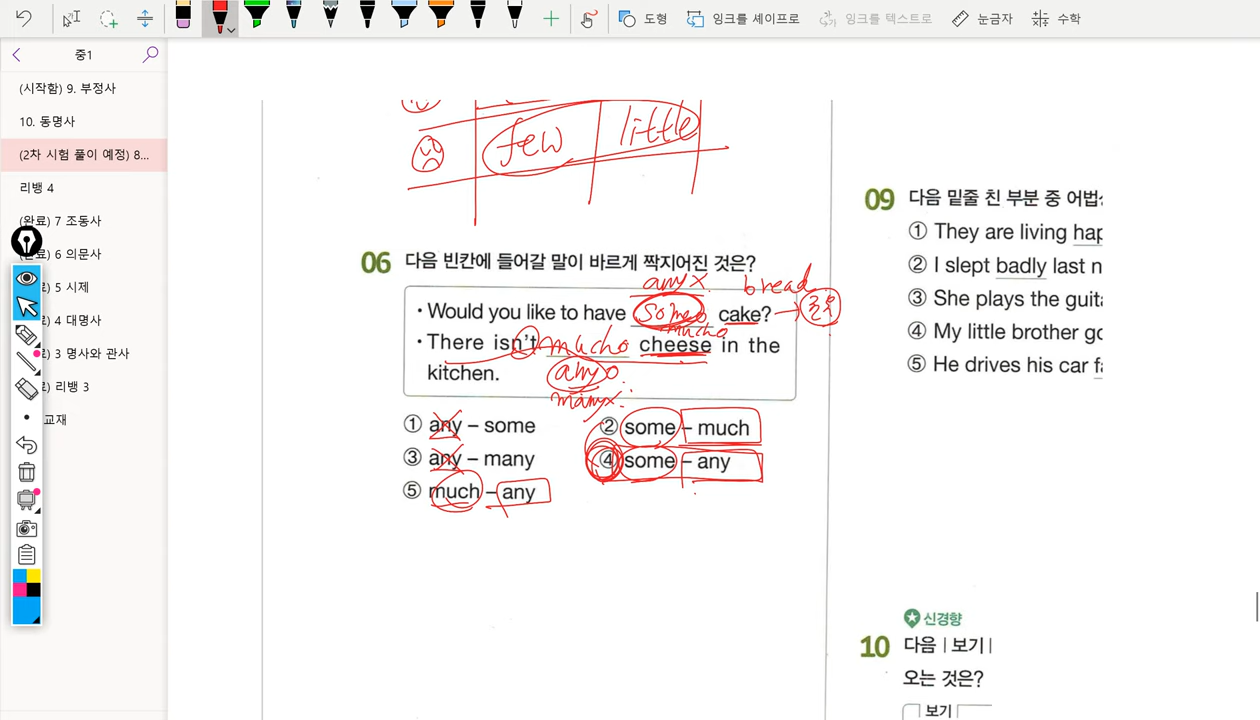 도형
잉크를 셰이프로
잉크를 텍스트로
눈금자
수학
중1
(시작함) 9. 부정사
10. 동명사
(2차 시험 풀이 예정) 8...
리뱅 4
(완료) 7 조동사
료) 6 의문사
료) 5 시제
료) 4 대명사
료) 3 명사와 관사
료) 리뱅 3
교재
few little
06 다음 빈칸에 들어갈 말이 바르게 짝지어진 것은?
any x. bread
• Would you like to have some cake?
mucho
• There isn't mucho cheese in the
kitchen. any o.
many x.
① any – some
② some – much
③ any – many
④ some – any
⑤ much – any
09 다음 밑줄 친 부분 중 어법
① They are living hap
② I slept badly last n
③ She plays the guita
④ My little brother go
⑤ He drives his car fa
신경향
10 다음 | 보기 |
오는 것은?
보기